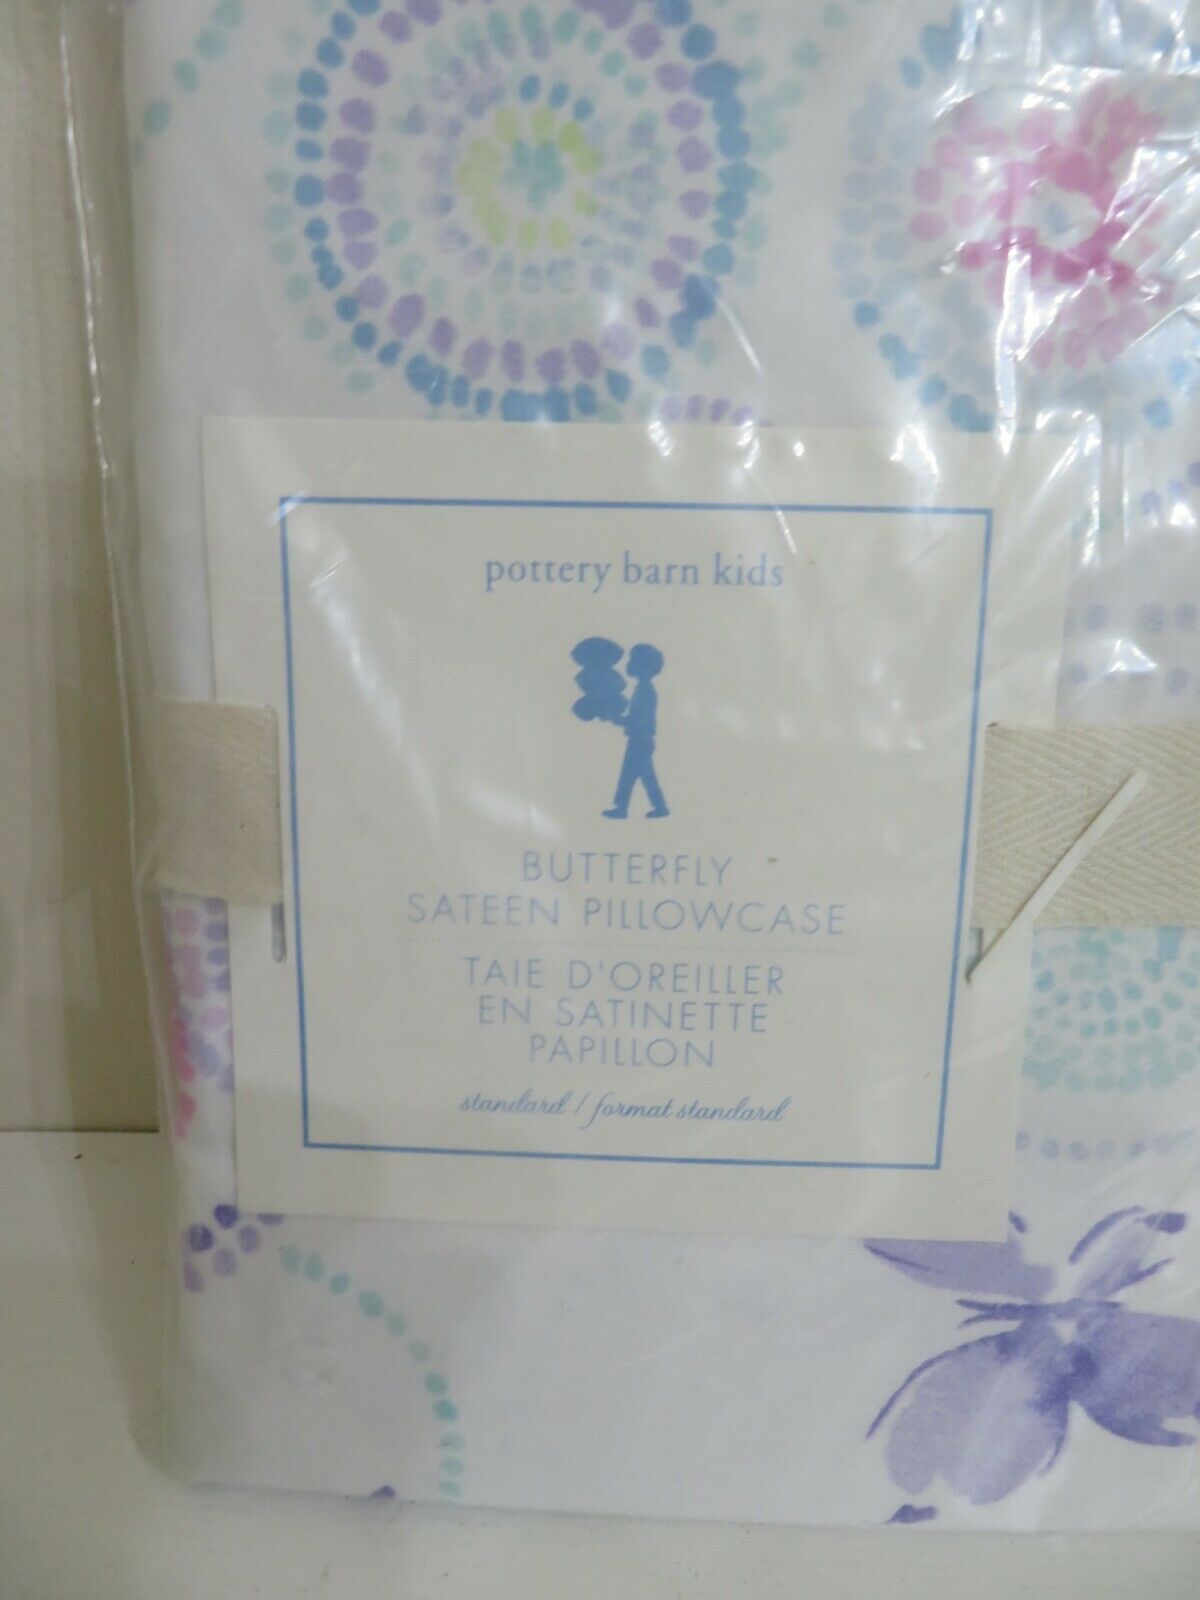 pottery barn kids
BUTTERFLY
SATEEN PILLOWCASE
TAIE D'OREILLER
EN SATINETTE
PAPILLON
standard / format standard